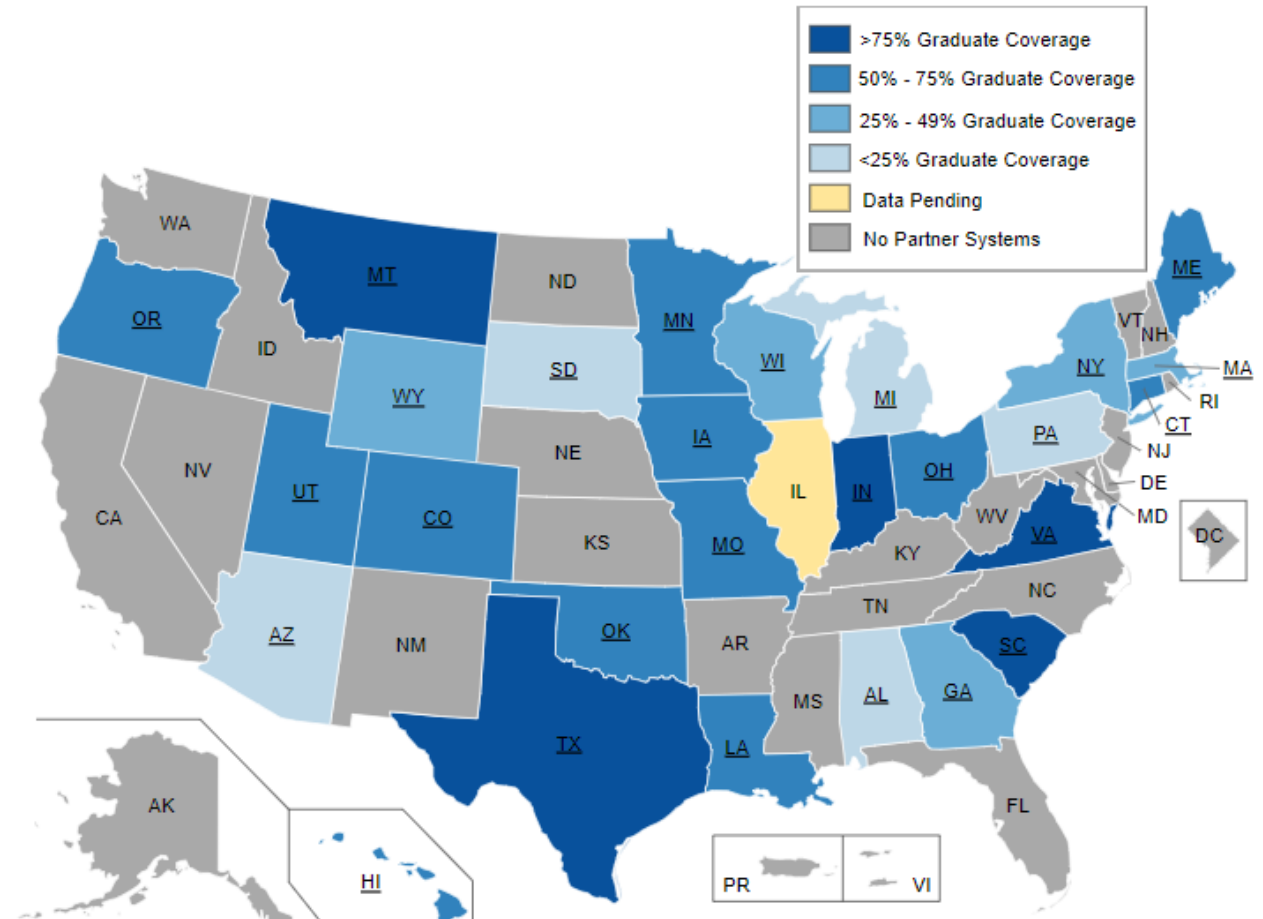 >75% Graduate Coverage
50% - 75% Graduate Coverage
25% - 49% Graduate Coverage
<25% Graduate Coverage
Data Pending
No Partner Systems
WA
MT
ND
MN
ME
OR
ID
SD
WI
VT
NH
WY
MI
NY
MA
RI
CT
NV
UT
CO
NE
IA
IL
IN
OH
PA
NJ
DE
MD
DC
CA
KS
MO
KY
WV
VA
AZ
NM
OK
AR
TN
NC
SC
MS
AL
GA
TX
LA
FL
AK
HI
PR
VI